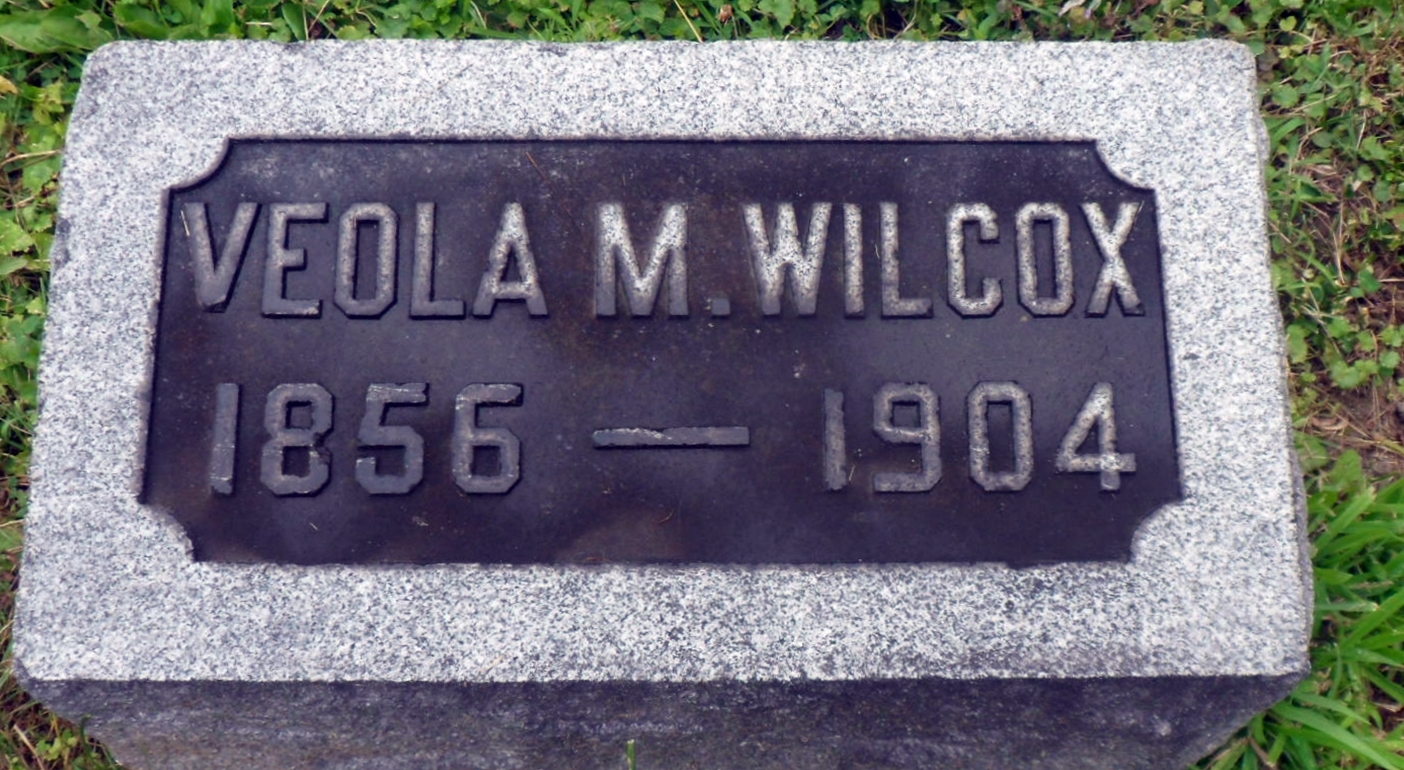 VEOLA M. WILCOX
1856 — 1904